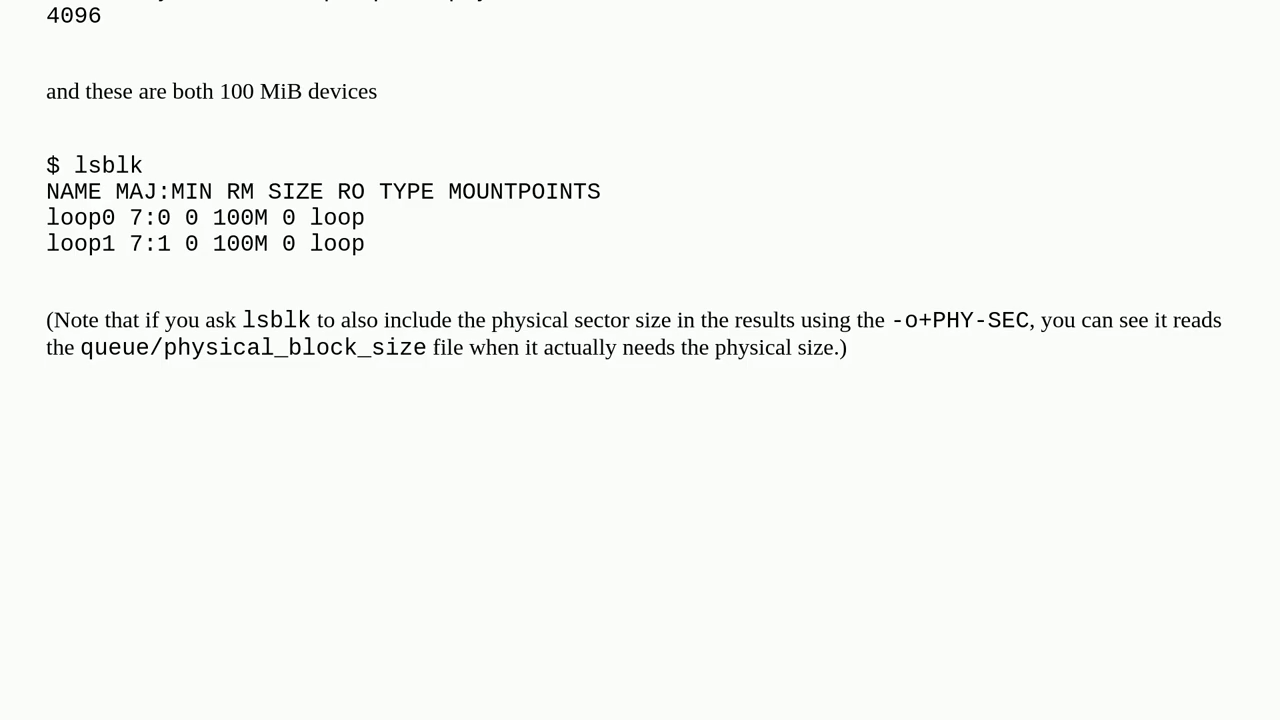 4096
and these are both 100 MiB devices
$ lsblk
NAME MAJ:MIN RM SIZE RO TYPE MOUNTPOINTS
loop0 7:0 0 100M 0 loop
loop1 7:1 0 100M 0 loop
(Note that if you ask lsblk to also include the physical sector size in the results using the -o+PHY-SEC, you can see it reads
the queue/physical_block_size file when it actually needs the physical size.)